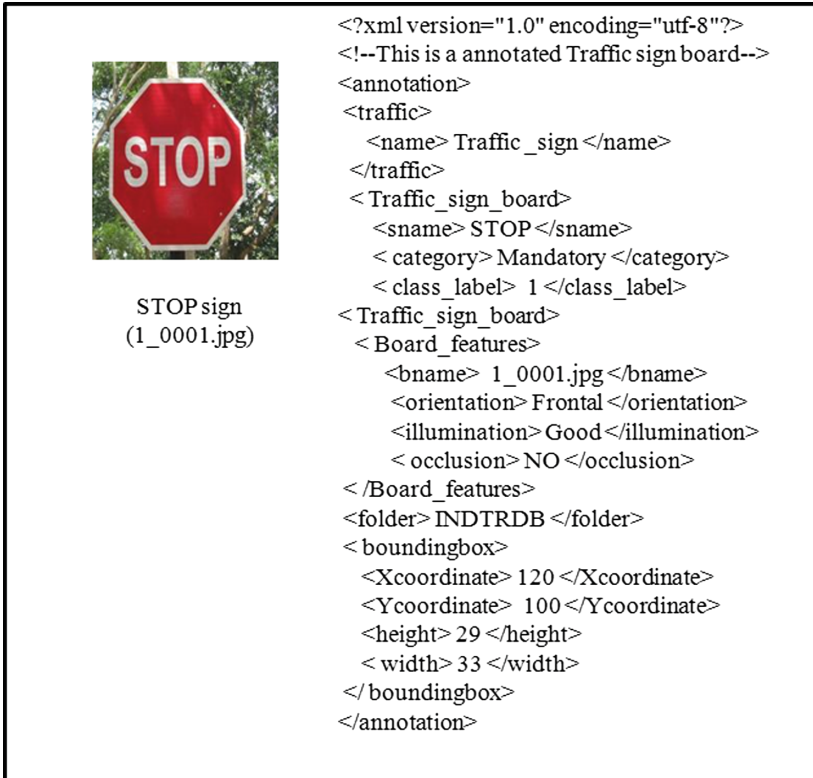 STOP
STOP sign
(1_0001.jpg)
<?xml version="1.0" encoding="utf-8"?>
<!--This is a annotated Traffic sign board-->
<annotation>
<traffic>
<name> Traffic _sign </name>
</traffic>
< Traffic_sign_board>
<sname> STOP </sname>
< category> Mandatory </category>
< class_label> 1 </class_label>
< Traffic_sign_board>
< Board_features>
<bname> 1_0001.jpg </bname>
<orientation> Frontal </orientation>
<illumination> Good </illumination>
< occlusion> NO </occlusion>
< /Board_features>
<folder> INDTRDB </folder>
< boundingbox>
<Xcoordinate> 120 </Xcoordinate>
<Ycoordinate> 100 </Ycoordinate>
<height> 29 </height>
< width> 33 </width>
</ boundingbox>
</annotation>